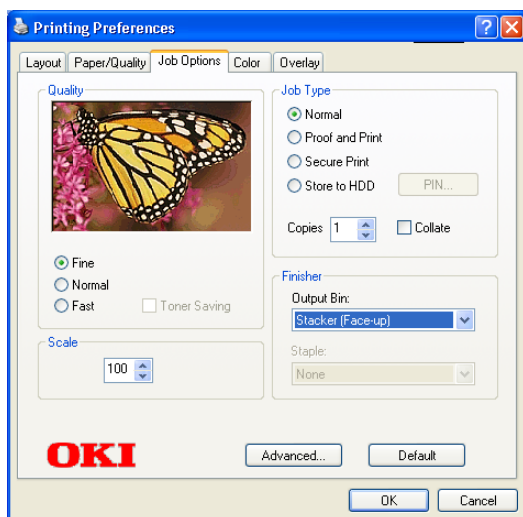 Printing Preferences
Layout Paper/Quality Job Options Color Overlay
Quality
Fine
Normal
Fast
Toner Saving
Scale
100
Job Type
Normal
Proof and Print
Secure Print
Store to HDD
PIN...
Copies 1
Collate
Finisher
Output Bin:
Stacker (Face-up)
Staple:
None
OKI
Advanced...
Default
OK
Cancel